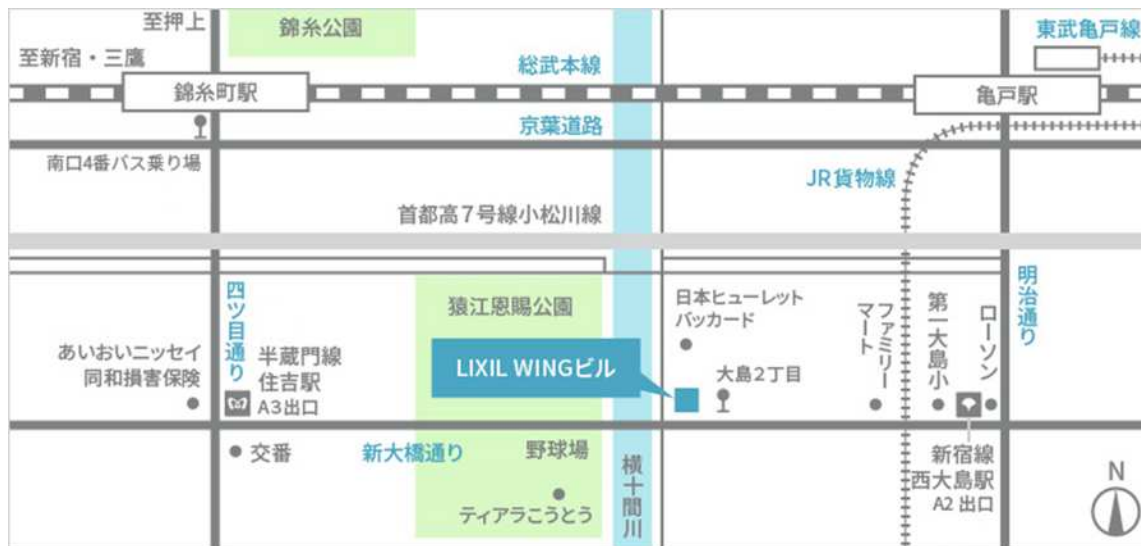 至押上
錦糸公園
東武亀戸線
至新宿・三鷹
総武本線
錦糸町駅
亀戸駅
京葉道路
南口4番バス乗り場
JR貨物線
首都高7号線小松川線
四ツ目通り
猿江恩賜公園
日本ヒューレット
パッカード
ファミリー
マート
第一大島小
ローソン
明治通り
あいおいニッセイ
同和損害保険
半蔵門線
住吉駅
A3出口
LIXIL WINGビル
大島2丁目
交番
新大橋通り
野球場
横十間川
新宿線
西大島駅
A2 出口
ティアラこうとう
N